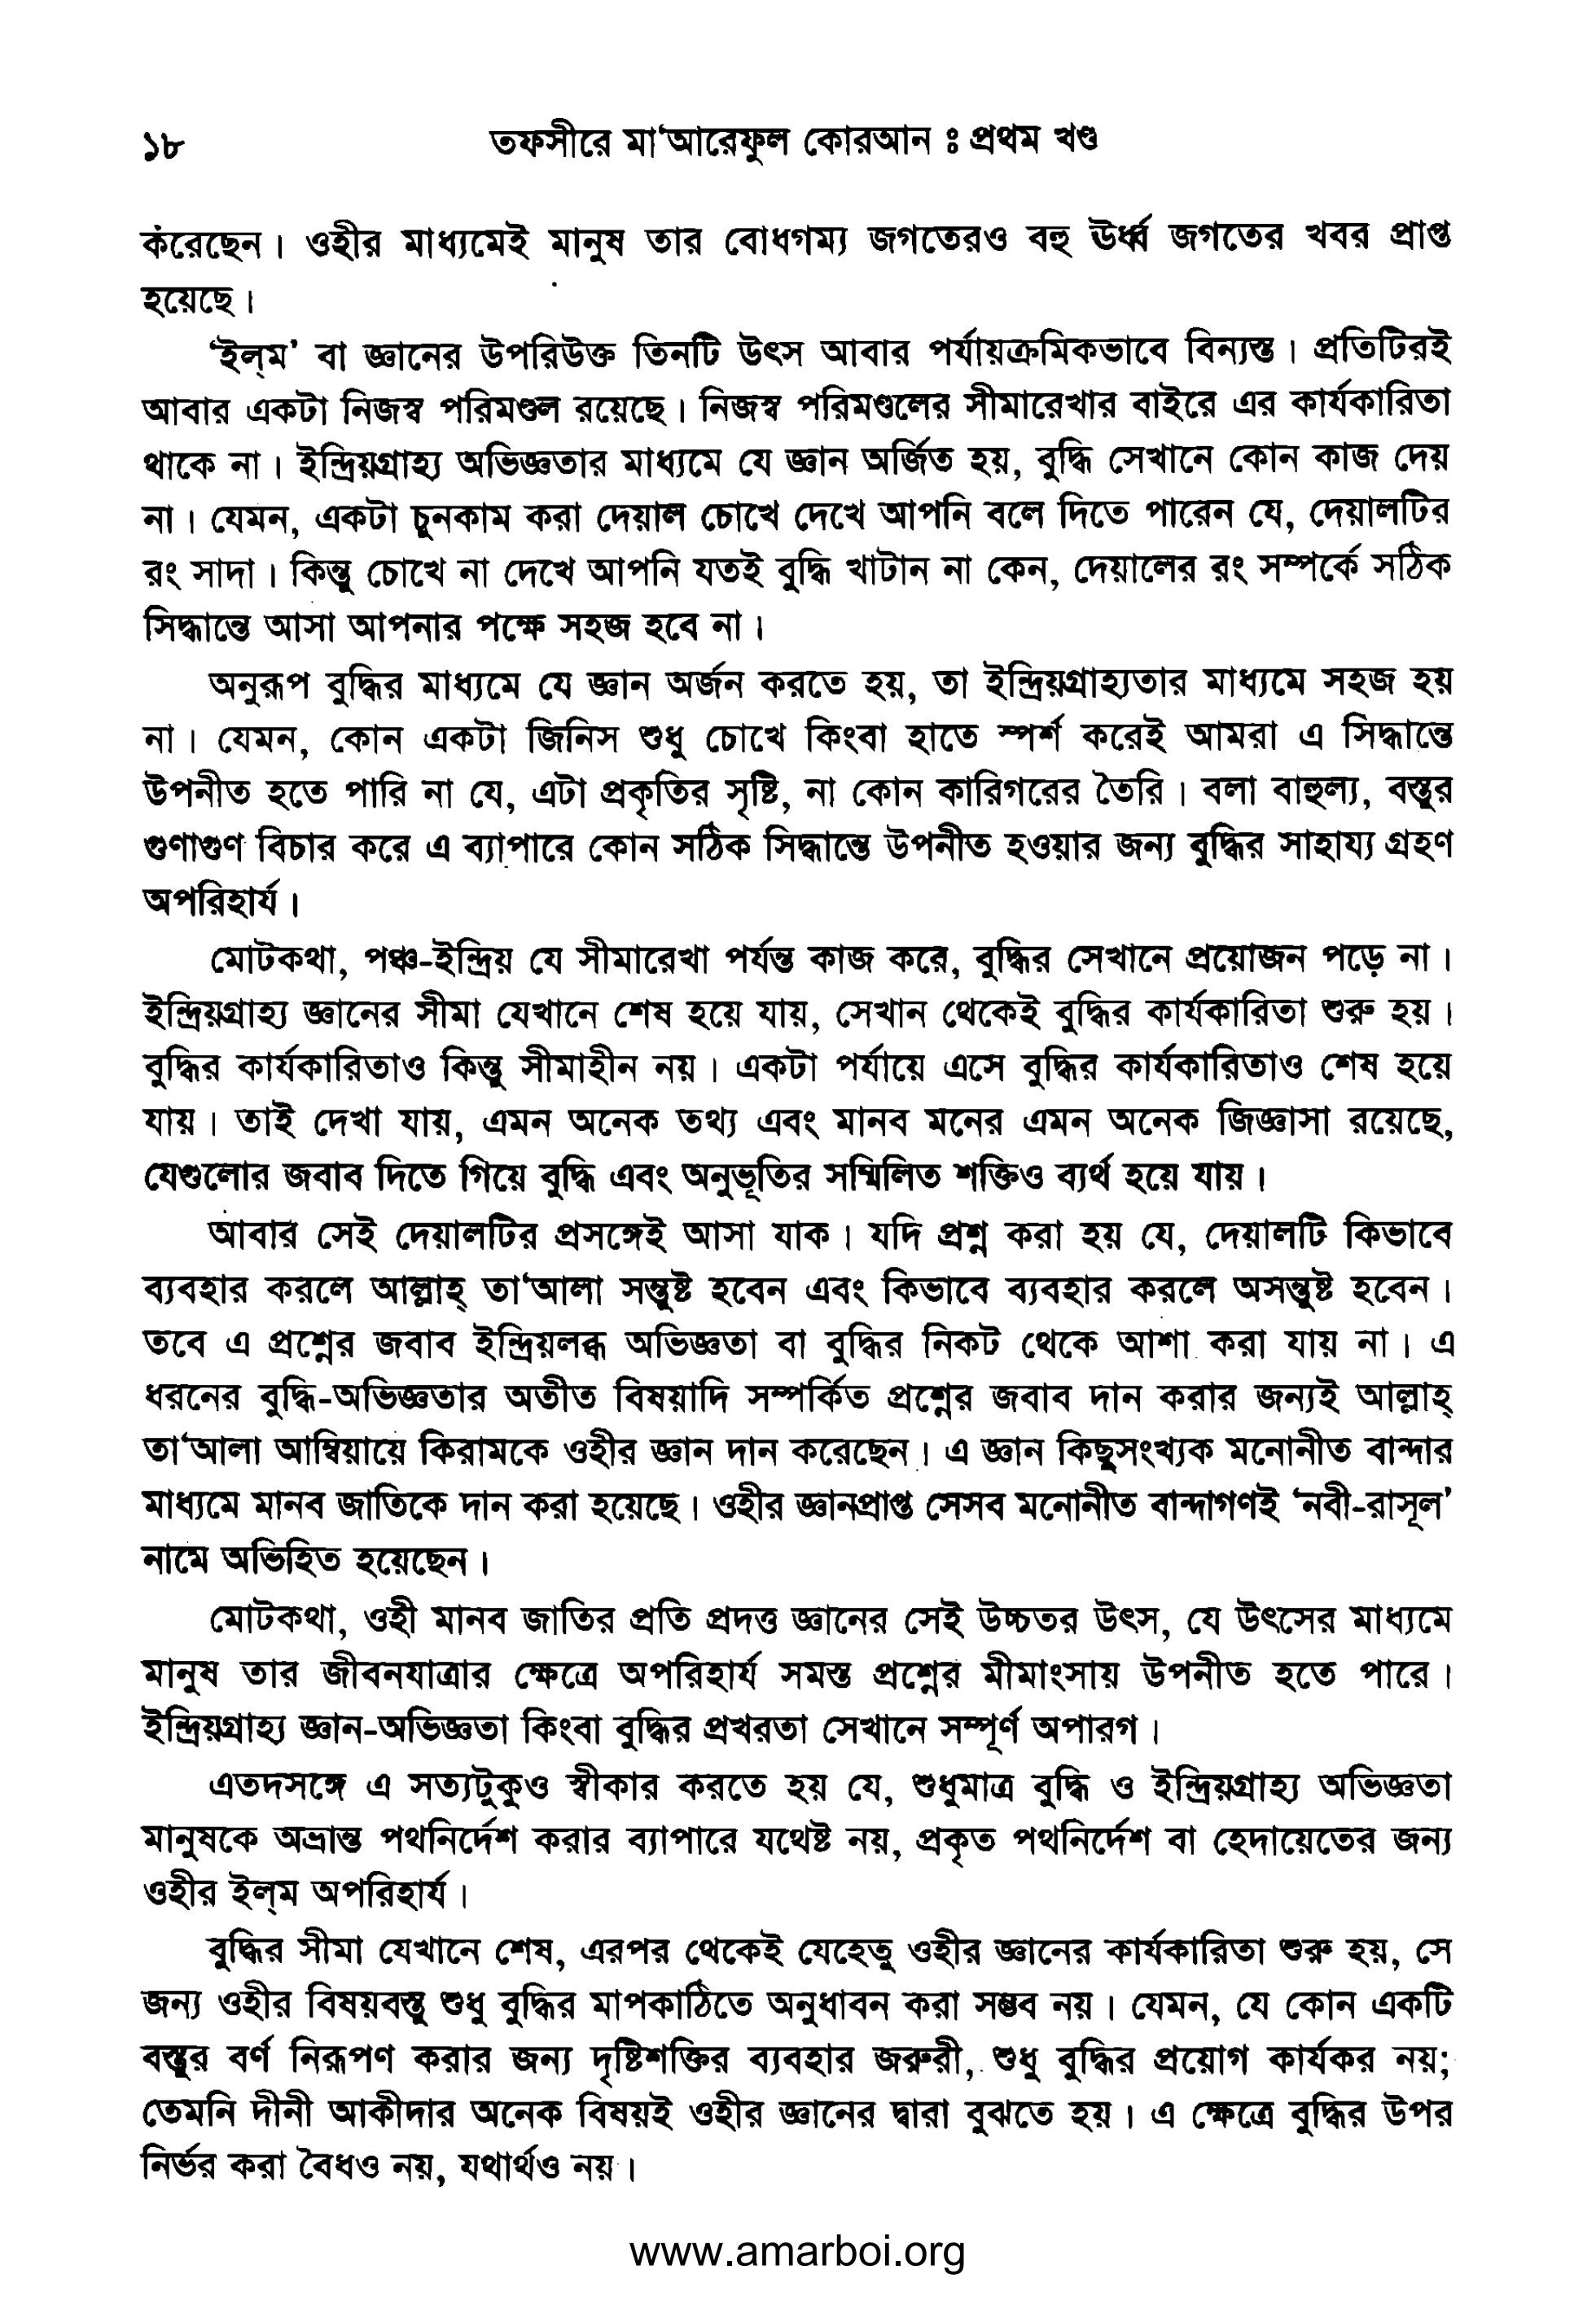 ১৮
তফসীরে মা‘আরেফুল কোরআন ঃ প্রথম খণ্ড
করেছেন। ওহীর মাধ্যমেই মানুষ তার বোধগম্য জগতেরও বহু ঊর্ধ্ব জগতের খবর প্রাপ্ত
হয়েছে।
‘ইল্‌ম’ বা জ্ঞানের উপরিউক্ত তিনটি উৎস আবার পর্যায়ক্রমিকভাবে বিন্যস্ত। প্রতিটিরই
আবার একটা নিজস্ব পরিমণ্ডল রয়েছে। নিজস্ব পরিমণ্ডলের সীমারেখার বাইরে এর কার্যকারিতা
থাকে না। ইন্দ্রিয়গ্রাহ্য অভিজ্ঞতার মাধ্যমে যে জ্ঞান অর্জিত হয়, বুদ্ধি সেখানে কোন কাজ দেয়
না। যেমন, একটা চুনকাম করা দেয়াল চোখে দেখে আপনি বলে দিতে পারেন যে, দেয়ালটির
রং সাদা। কিন্তু চোখে না দেখে আপনি যতই বুদ্ধি খাটান না কেন, দেয়ালের রং সম্পর্কে সঠিক
সিদ্ধান্তে আসা আপনার পক্ষে সহজ হবে না।
অনুরূপ বুদ্ধির মাধ্যমে যে জ্ঞান অর্জন করতে হয়, তা ইন্দ্রিয়গ্রাহ্যতার মাধ্যমে সহজ হয়
না। যেমন, কোন একটা জিনিস শুধু চোখে কিংবা হাতে স্পর্শ করেই আমরা এ সিদ্ধান্তে
উপনীত হতে পারি না যে, এটা প্রকৃতির সৃষ্টি, না কোন কারিগরের তৈরি। বলা বাহুল্য, বস্তুর
গুণাগুণ বিচার করে এ ব্যাপারে কোন সঠিক সিদ্ধান্তে উপনীত হওয়ার জন্য বুদ্ধির সাহায্য গ্রহণ
অপরিহার্য।
মোটকথা, পঞ্চ-ইন্দ্রিয় যে সীমারেখা পর্যন্ত কাজ করে, বুদ্ধির সেখানে প্রয়োজন পড়ে না।
ইন্দ্রিয়গ্রাহ্য জ্ঞানের সীমা যেখানে শেষ হয়ে যায়, সেখান থেকেই বুদ্ধির কার্যকারিতা শুরু হয়।
বুদ্ধির কার্যকারিতাও কিন্তু সীমাহীন নয়। একটা পর্যায়ে এসে বুদ্ধির কার্যকারিতাও শেষ হয়ে
যায়। তাই দেখা যায়, এমন অনেক তথ্য এবং মানব মনের এমন অনেক জিজ্ঞাসা রয়েছে,
যেগুলোর জবাব দিতে গিয়ে বুদ্ধি এবং অনুভূতির সম্মিলিত শক্তিও ব্যর্থ হয়ে যায়।
আবার সেই দেয়ালটির প্রসঙ্গেই আসা যাক। যদি প্রশ্ন করা হয় যে, দেয়ালটি কিভাবে
ব্যবহার করলে আল্লাহ্ তা‘আলা সন্তুষ্ট হবেন এবং কিভাবে ব্যবহার করলে অসন্তুষ্ট হবেন।
তবে এ প্রশ্নের জবাব ইন্দ্রিয়লব্ধ অভিজ্ঞতা বা বুদ্ধির নিকট থেকে আশা করা যায় না। এ
ধরনের বুদ্ধি-অভিজ্ঞতার অতীত বিষয়াদি সম্পর্কিত প্রশ্নের জবাব দান করার জন্যই আল্লাহ্
তা‘আলা আম্বিয়ায়ে কিরামকে ওহীর জ্ঞান দান করেছেন। এ জ্ঞান কিছুসংখ্যক মনোনীত বান্দার
মাধ্যমে মানব জাতিকে দান করা হয়েছে। ওহীর জ্ঞানপ্রাপ্ত সেসব মনোনীত বান্দাগণই ‘নবী-রাসূল’
নামে অভিহিত হয়েছেন।
মোটকথা, ওহী মানব জাতির প্রতি প্রদত্ত জ্ঞানের সেই উচ্চতর উৎস, যে উৎসের মাধ্যমে
মানুষ তার জীবনযাত্রার ক্ষেত্রে অপরিহার্য সমস্ত প্রশ্নের মীমাংসায় উপনীত হতে পারে।
ইন্দ্রিয়গ্রাহ্য জ্ঞান-অভিজ্ঞতা কিংবা বুদ্ধির প্রখরতা সেখানে সম্পূর্ণ অপারগ।
এতদসঙ্গে এ সত্যটুকুও স্বীকার করতে হয় যে, শুধুমাত্র বুদ্ধি ও ইন্দ্রিয়গ্রাহ্য অভিজ্ঞতা
মানুষকে অভ্রান্ত পথনির্দেশ করার ব্যাপারে যথেষ্ট নয়, প্রকৃত পথনির্দেশ বা হেদায়েতের জন্য
ওহীর ইল্‌ম অপরিহার্য।
বুদ্ধির সীমা যেখানে শেষ, এরপর থেকেই যেহেতু ওহীর জ্ঞানের কার্যকারিতা শুরু হয়, সে
জন্য ওহীর বিষয়বস্তু শুধু বুদ্ধির মাপকাঠিতে অনুধাবন করা সম্ভব নয়। যেমন, যে কোন একটি
বস্তুর বর্ণ নিরূপণ করার জন্য দৃষ্টিশক্তির ব্যবহার জরুরী, শুধু বুদ্ধির প্রয়োগ কার্যকর নয়;
তেমনি দীনী আকীদার অনেক বিষয়ই ওহীর জ্ঞানের দ্বারা বুঝতে হয়। এ ক্ষেত্রে বুদ্ধির উপর
নির্ভর করা বৈধও নয়, যথার্থও নয়।
www.amarboi.org